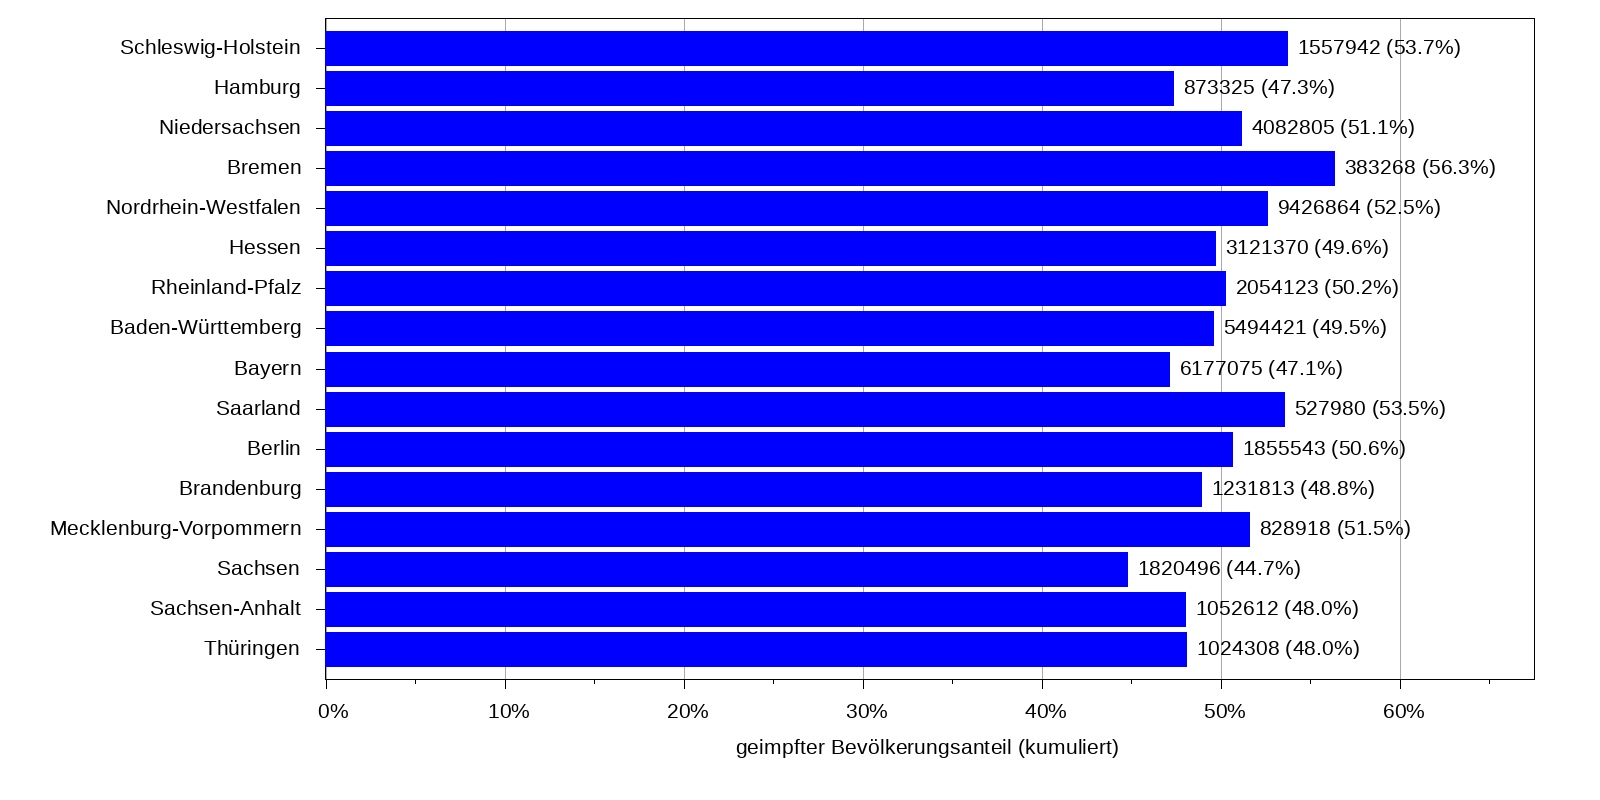 Schleswig-Holstein 1557942 (53.7%)
Hamburg 873325 (47.3%)
Niedersachsen 4082805 (51.1%)
Bremen 383268 (56.3%)
Nordrhein-Westfalen 9426864 (52.5%)
Hessen 3121370 (49.6%)
Rheinland-Pfalz 2054123 (50.2%)
Baden-Württemberg 5494421 (49.5%)
Bayern 6177075 (47.1%)
Saarland 527980 (53.5%)
Berlin 1855543 (50.6%)
Brandenburg 1231813 (48.8%)
Mecklenburg-Vorpommern 828918 (51.5%)
Sachsen 1820496 (44.7%)
Sachsen-Anhalt 1052612 (48.0%)
Thüringen 1024308 (48.0%)
0% 10% 20% 30% 40% 50% 60%
geimpfter Bevölkerungsanteil (kumuliert)